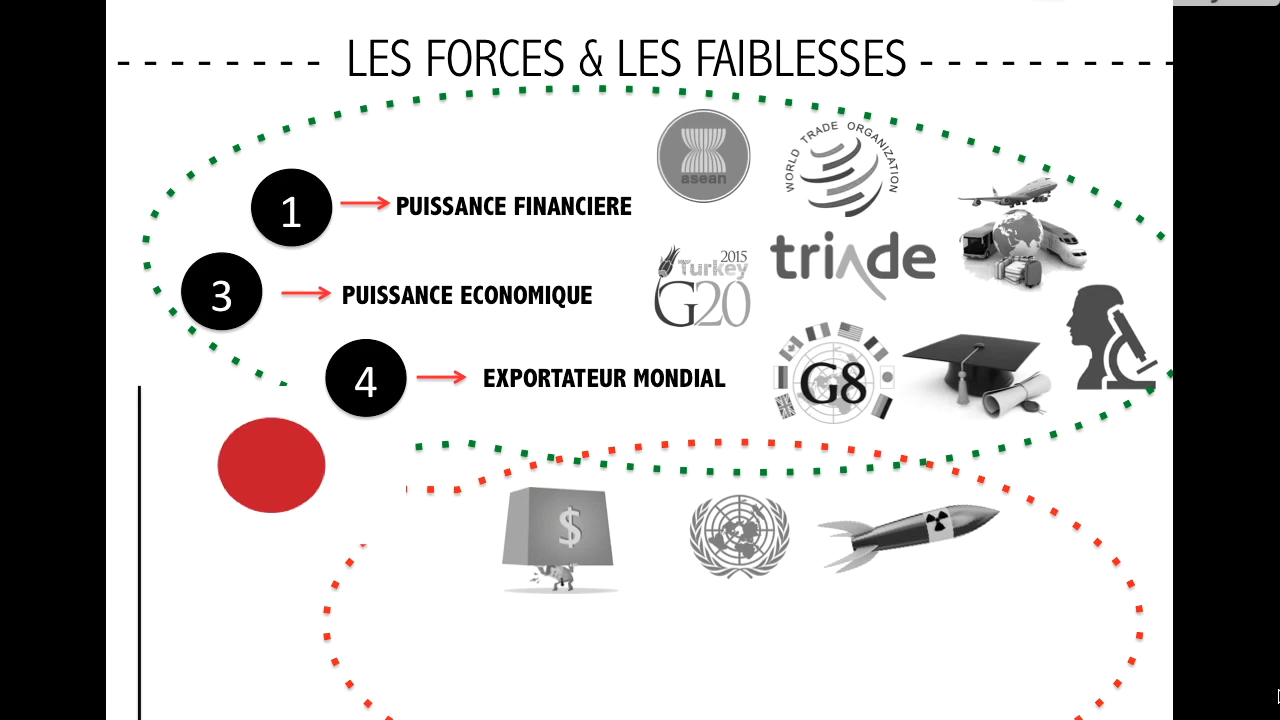 - - - - - - - - LES FORCES & LES FAIBLESSES - - - - - - - - - -
asean
WORLD TRADE ORGANIZATION
1 PUISSANCE FINANCIERE
triade
2015
Turkey
G20
3 PUISSANCE ECONOMIQUE
4 EXPORTATEUR MONDIAL
G8
$